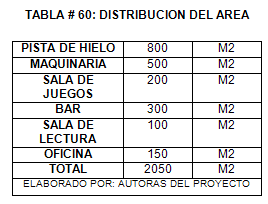 TABLA # 60: DISTRIBUCION DEL AREA
PISTA DE HIELO 800 M2
MAQUINARIA 500 M2
SALA DE 200 M2
JUEGOS
BAR 300 M2
SALA DE 100 M2
LECTURA
OFICINA 150 M2
TOTAL 2050 M2
ELABORADO POR: AUTORAS DEL PROYECTO